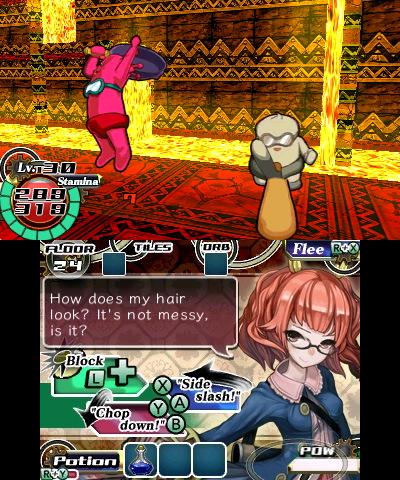 Lv. 30
Stamina
288
318
7
FLOOR
24
TILES
ORB
Flee R+X
How does my hair
look? It's not messy,
is it?
Block
L
X
Y
A
B
"Side
slash!"
"Chop
down!"
Potion
R+Y
POW